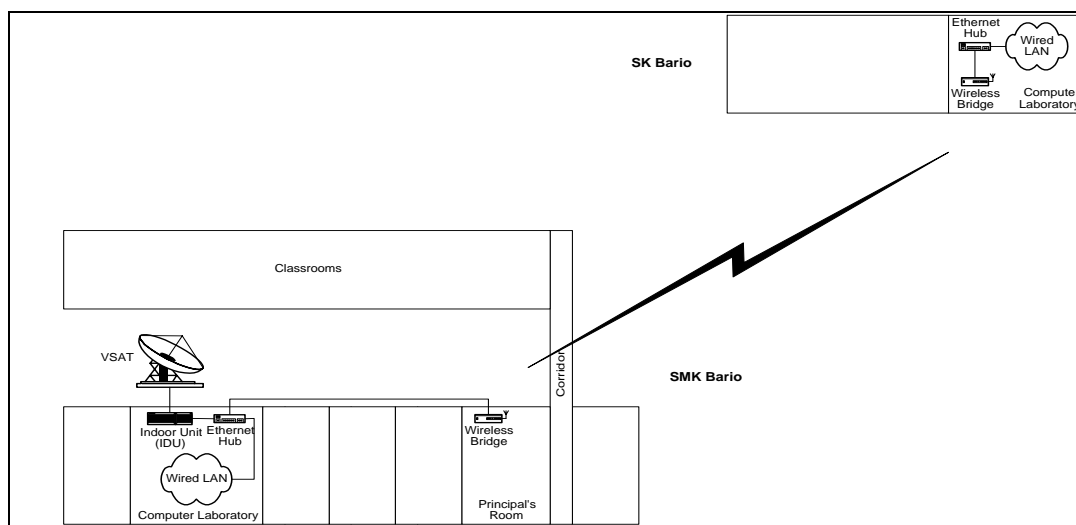 Ethernet
Hub
Wired
LAN
SK Bario
Wireless
Bridge
Compute
Laboratory
Classrooms
VSAT
Corridor
SMK Bario
Indoor Unit
(IDU)
Ethernet
Hub
Wireless
Bridge
Wired LAN
Computer Laboratory
Principal's
Room